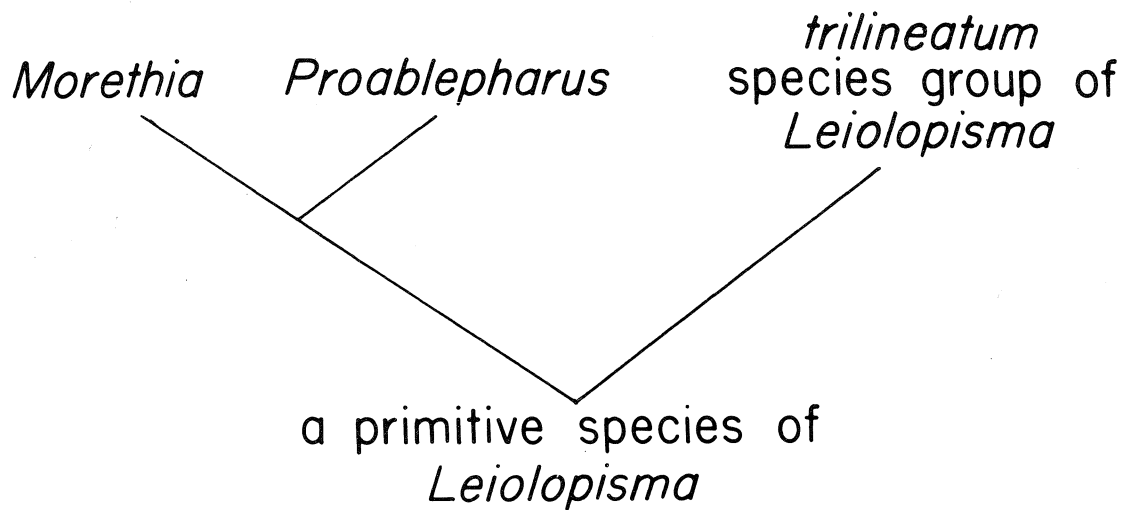 Morethia
Proablepharus
trilineatum
species group of
Leiolopisma
a primitive species of
Leiolopisma